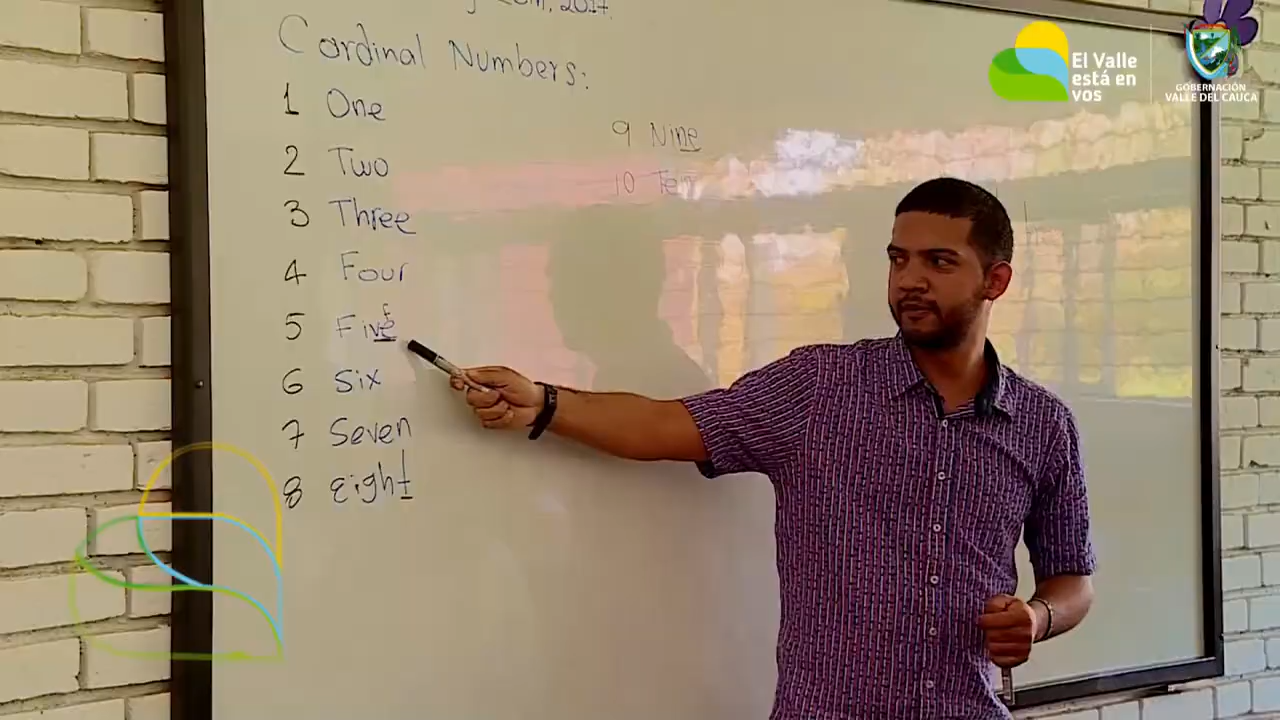 2017.
Cardinal Numbers:
1 One
2 Two
3 Three
4 Four
5 Five
6 Six
7 Seven
8 Eight
9 Nine
10 Ten
El Valle
está en
vos
GOBERNACIÓN
VALLE DEL CAUCA